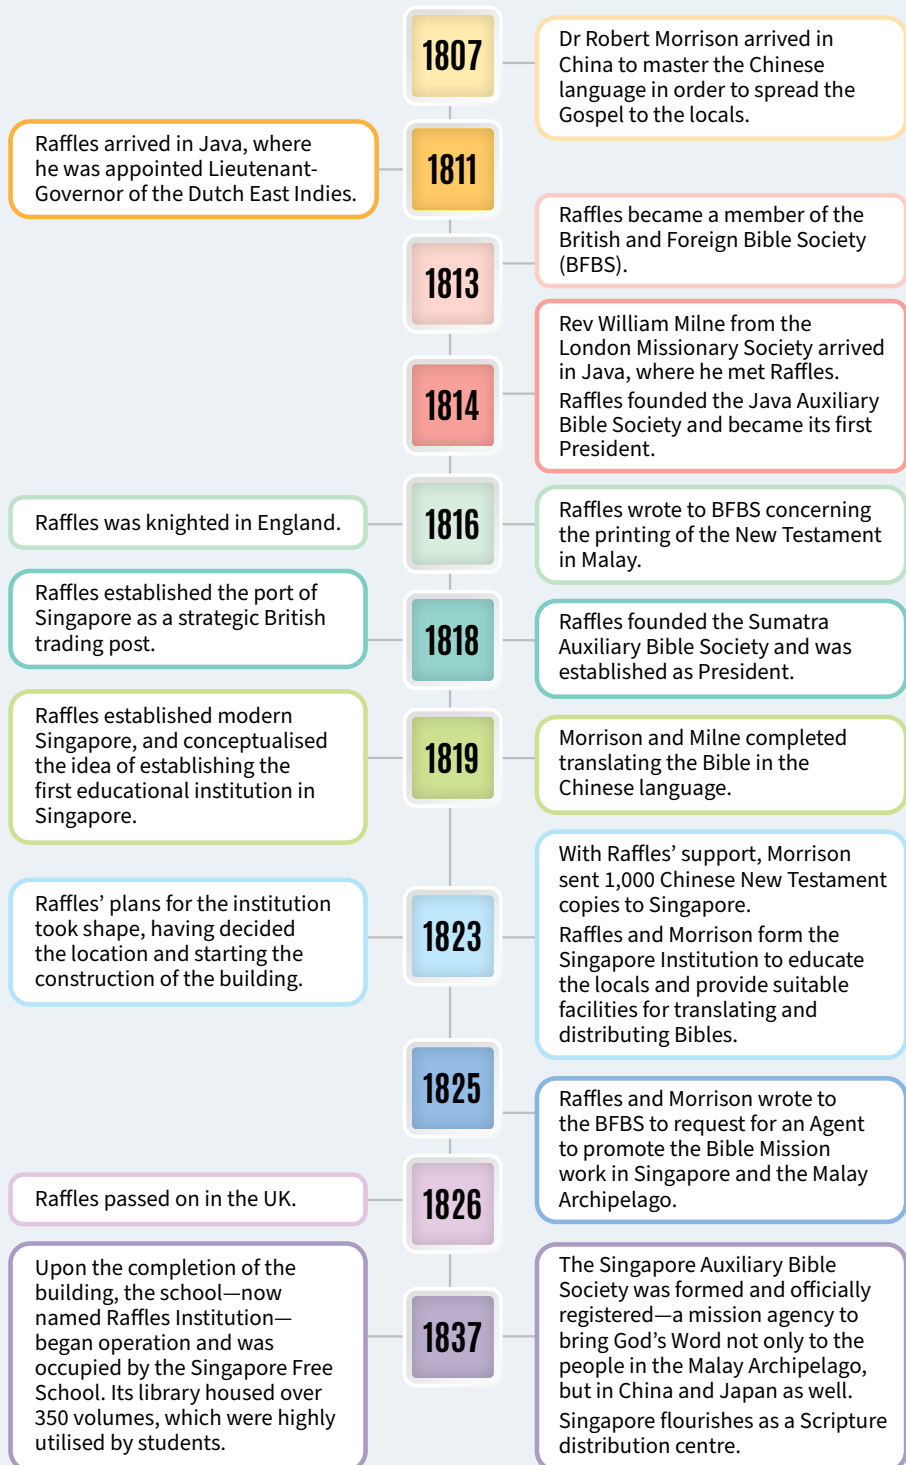 1807
Dr Robert Morrison arrived in
China to master the Chinese
language in order to spread the
Gospel to the locals.
Raffles arrived in Java, where
he was appointed Lieutenant-
Governor of the Dutch East Indies.
1811
1813
Raffles became a member of the
British and Foreign Bible Society
(BFBS).
1814
Rev William Milne from the
London Missionary Society arrived
in Java, where he met Raffles.
Raffles founded the Java Auxiliary
Bible Society and became its first
President.
Raffles was knighted in England.
1816
Raffles wrote to BFBS concerning
the printing of the New Testament
in Malay.
Raffles established the port of
Singapore as a strategic British
trading post.
1818
Raffles founded the Sumatra
Auxiliary Bible Society and was
established as President.
Raffles established modern
Singapore, and conceptualised
the idea of establishing the
first educational institution in
Singapore.
1819
Morrison and Milne completed
translating the Bible in the
Chinese language.
Raffles’ plans for the institution
took shape, having decided
the location and starting the
construction of the building.
1823
With Raffles’ support, Morrison
sent 1,000 Chinese New Testament
copies to Singapore.
Raffles and Morrison form the
Singapore Institution to educate
the locals and provide suitable
facilities for translating and
distributing Bibles.
1825
Raffles and Morrison wrote to
the BFBS to request for an Agent
to promote the Bible Mission
work in Singapore and the Malay
Archipelago.
Raffles passed on in the UK.
1826
Upon the completion of the
building, the school—now
named Raffles Institution—
began operation and was
occupied by the Singapore Free
School. Its library housed over
350 volumes, which were highly
utilised by students.
1837
The Singapore Auxiliary Bible
Society was formed and officially
registered—a mission agency to
bring God’s Word not only to the
people in the Malay Archipelago,
but in China and Japan as well.
Singapore flourishes as a Scripture
distribution centre.